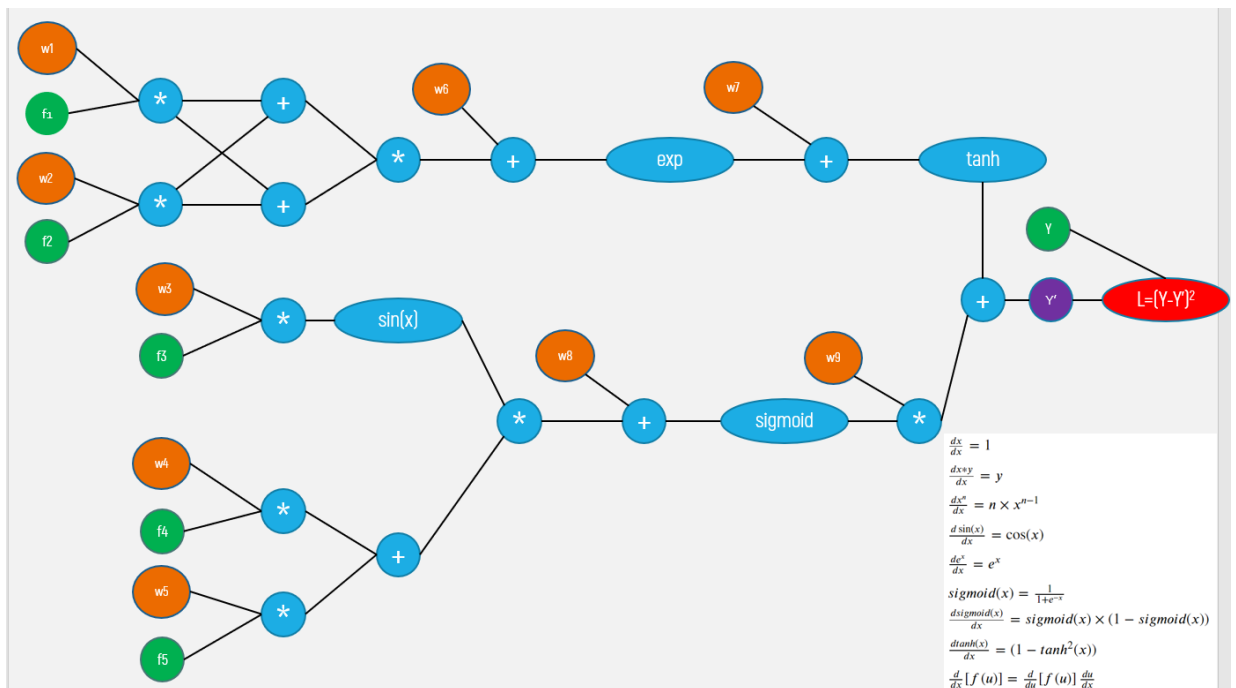 w1
f1
w2
f2
*
*
+
+
*
w6
+
exp
w7
+
tanh
w3
f3
*
sin(x)
w4
f4
*
w5
f5
*
+
*
w8
+
sigmoid
w9
*
+
Y'
Y
L=(Y-Y')²
dx/dx = 1
dx*y/dx = y
dxⁿ/dx = n × xⁿ⁻¹
d sin(x)/dx = cos(x)
deˣ/dx = eˣ
sigmoid(x) = 1/1+e⁻ˣ
dsigmoid(x)/dx = sigmoid(x) × (1 − sigmoid(x))
dtanh(x)/dx = (1 − tanh²(x))
d/dx [f(u)] = d/du [f(u)] du/dx